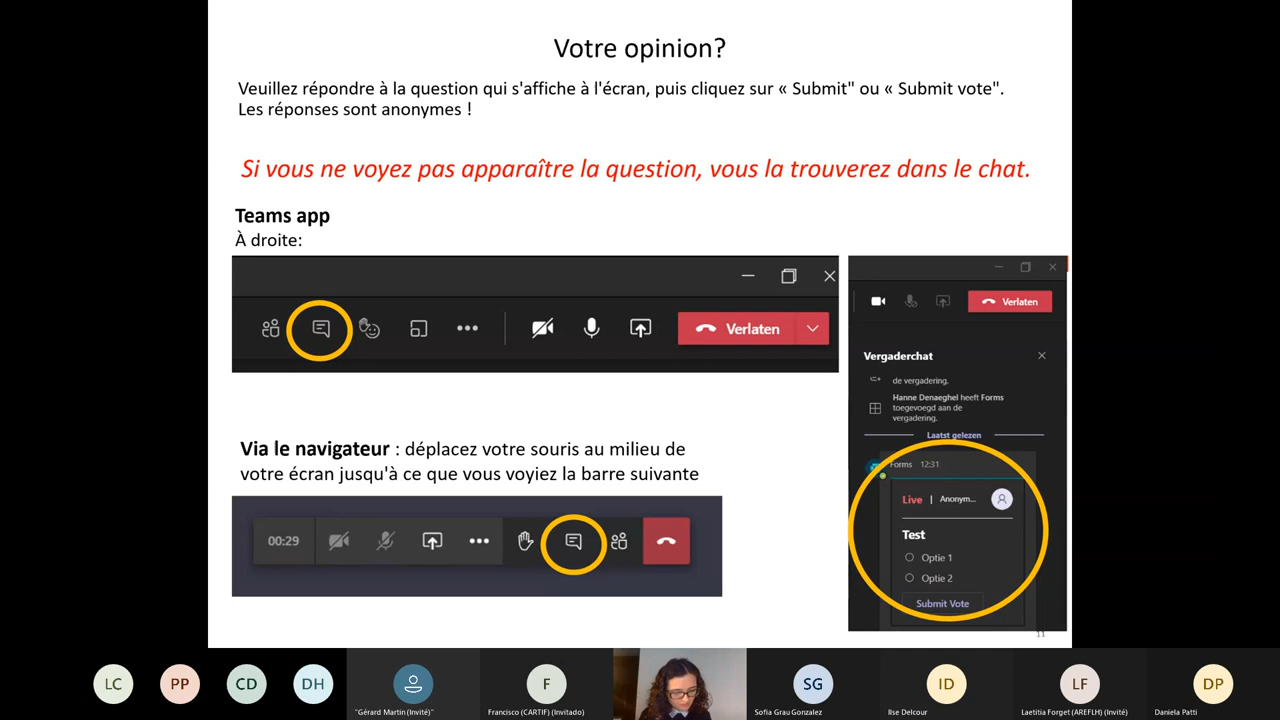 Votre opinion?
Veuillez répondre à la question qui s'affiche à l'écran, puis cliquez sur « Submit" ou « Submit vote".
Les réponses sont anonymes !
Si vous ne voyez pas apparaître la question, vous la trouverez dans le chat.
Teams app
À droite:
Verlaten
Verlaten
Vergaderchat
de vergadering.
Hanne Denaeghel heeft Forms
toegevoegd aan de
vergadering.
Laatst gelezen
Forms 12:31
Live | Anonym...
Test
Optie 1
Optie 2
Submit Vote
Via le navigateur : déplacez votre souris au milieu de
votre écran jusqu'à ce que vous voyiez la barre suivante
00:29
11
LC
PP
CD
DH
"Gérard Martin (Invité)"
F
Francisco (CARTIF) (Invitado)
SG
Sofia Grau Gonzalez
ID
Ilse Delcour
LF
Laetitia Forget (AREFLH) (Invité)
DP
Daniela Patti